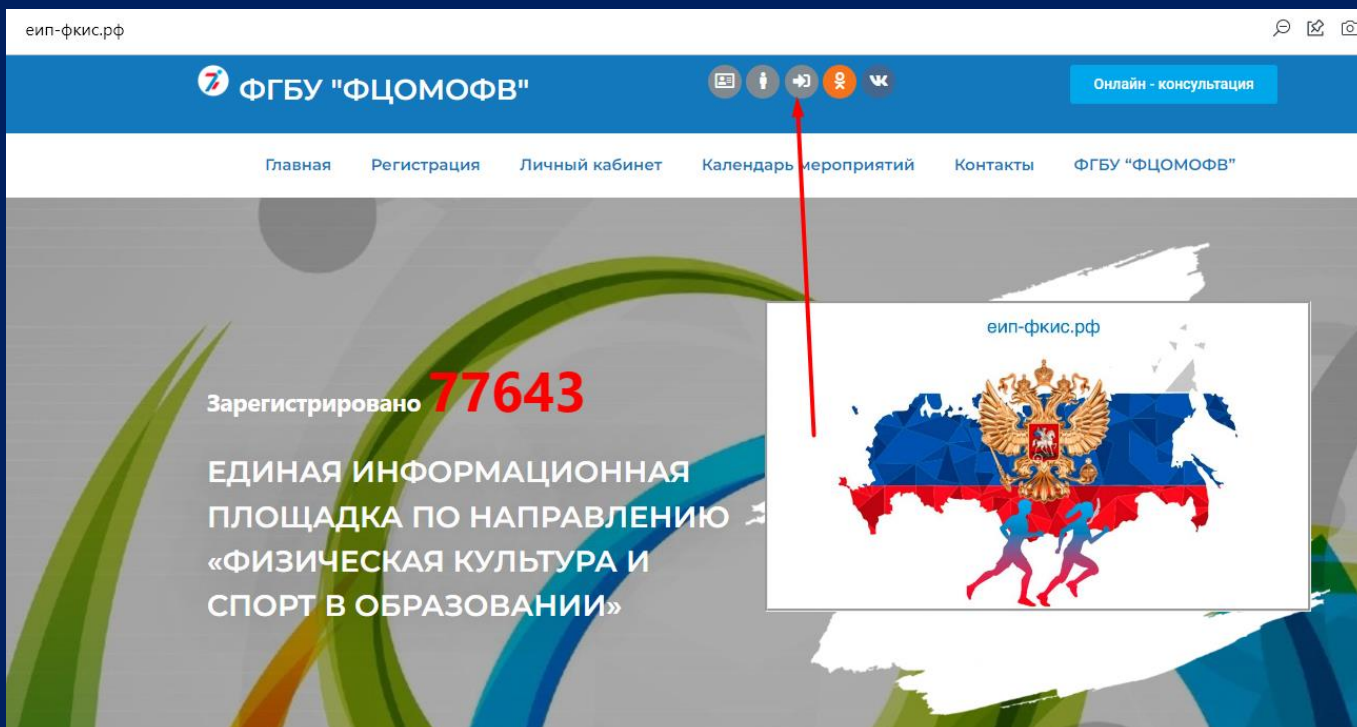 еип-фкис.рф
ФГБУ "ФЦОМОФВ"
Онлайн - консультация
Главная Регистрация Личный кабинет Календарь мероприятий Контакты ФГБУ “ФЦОМОФВ”
еип-фкис.рф
Зарегистрировано 77643
ЕДИНАЯ ИНФОРМАЦИОННАЯ
ПЛОЩАДКА ПО НАПРАВЛЕНИЮ
«ФИЗИЧЕСКАЯ КУЛЬТУРА И
СПОРТ В ОБРАЗОВАНИИ»